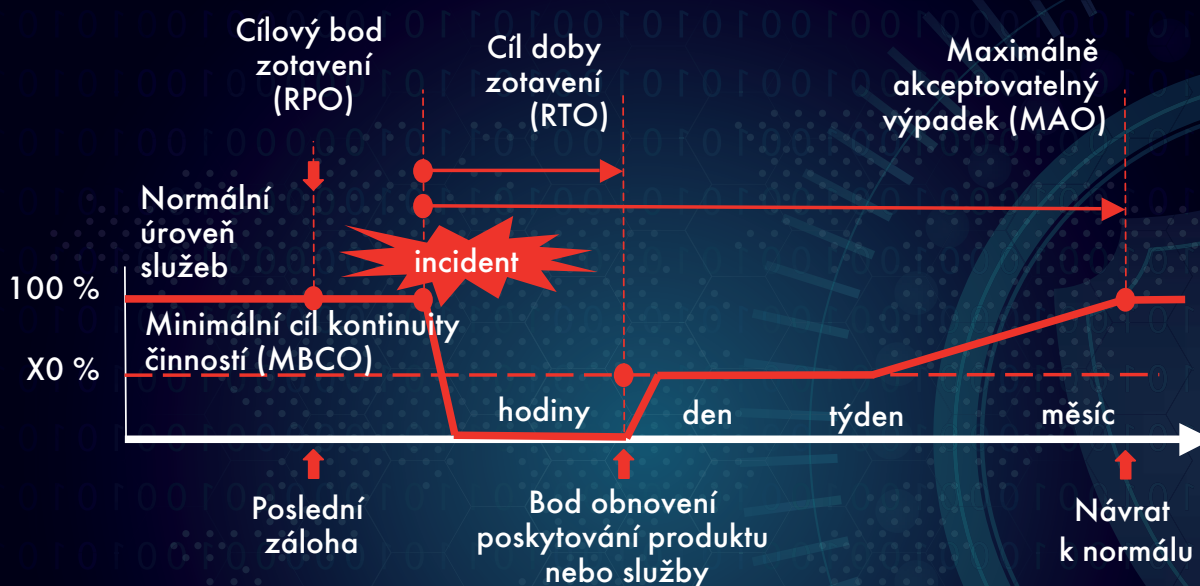 Cílový bod
zotavení
(RPO)
Cíl doby
zotavení
(RTO)
Maximálně
akceptovatelný
výpadek (MAO)
Normální
úroveň
služeb
incident
100 %
Minimální cíl kontinuity
činností (MBCO)
X0 %
hodiny
den
týden
měsíc
Poslední
záloha
Bod obnovení
poskytování produktu
nebo služby
Návrat
k normálu